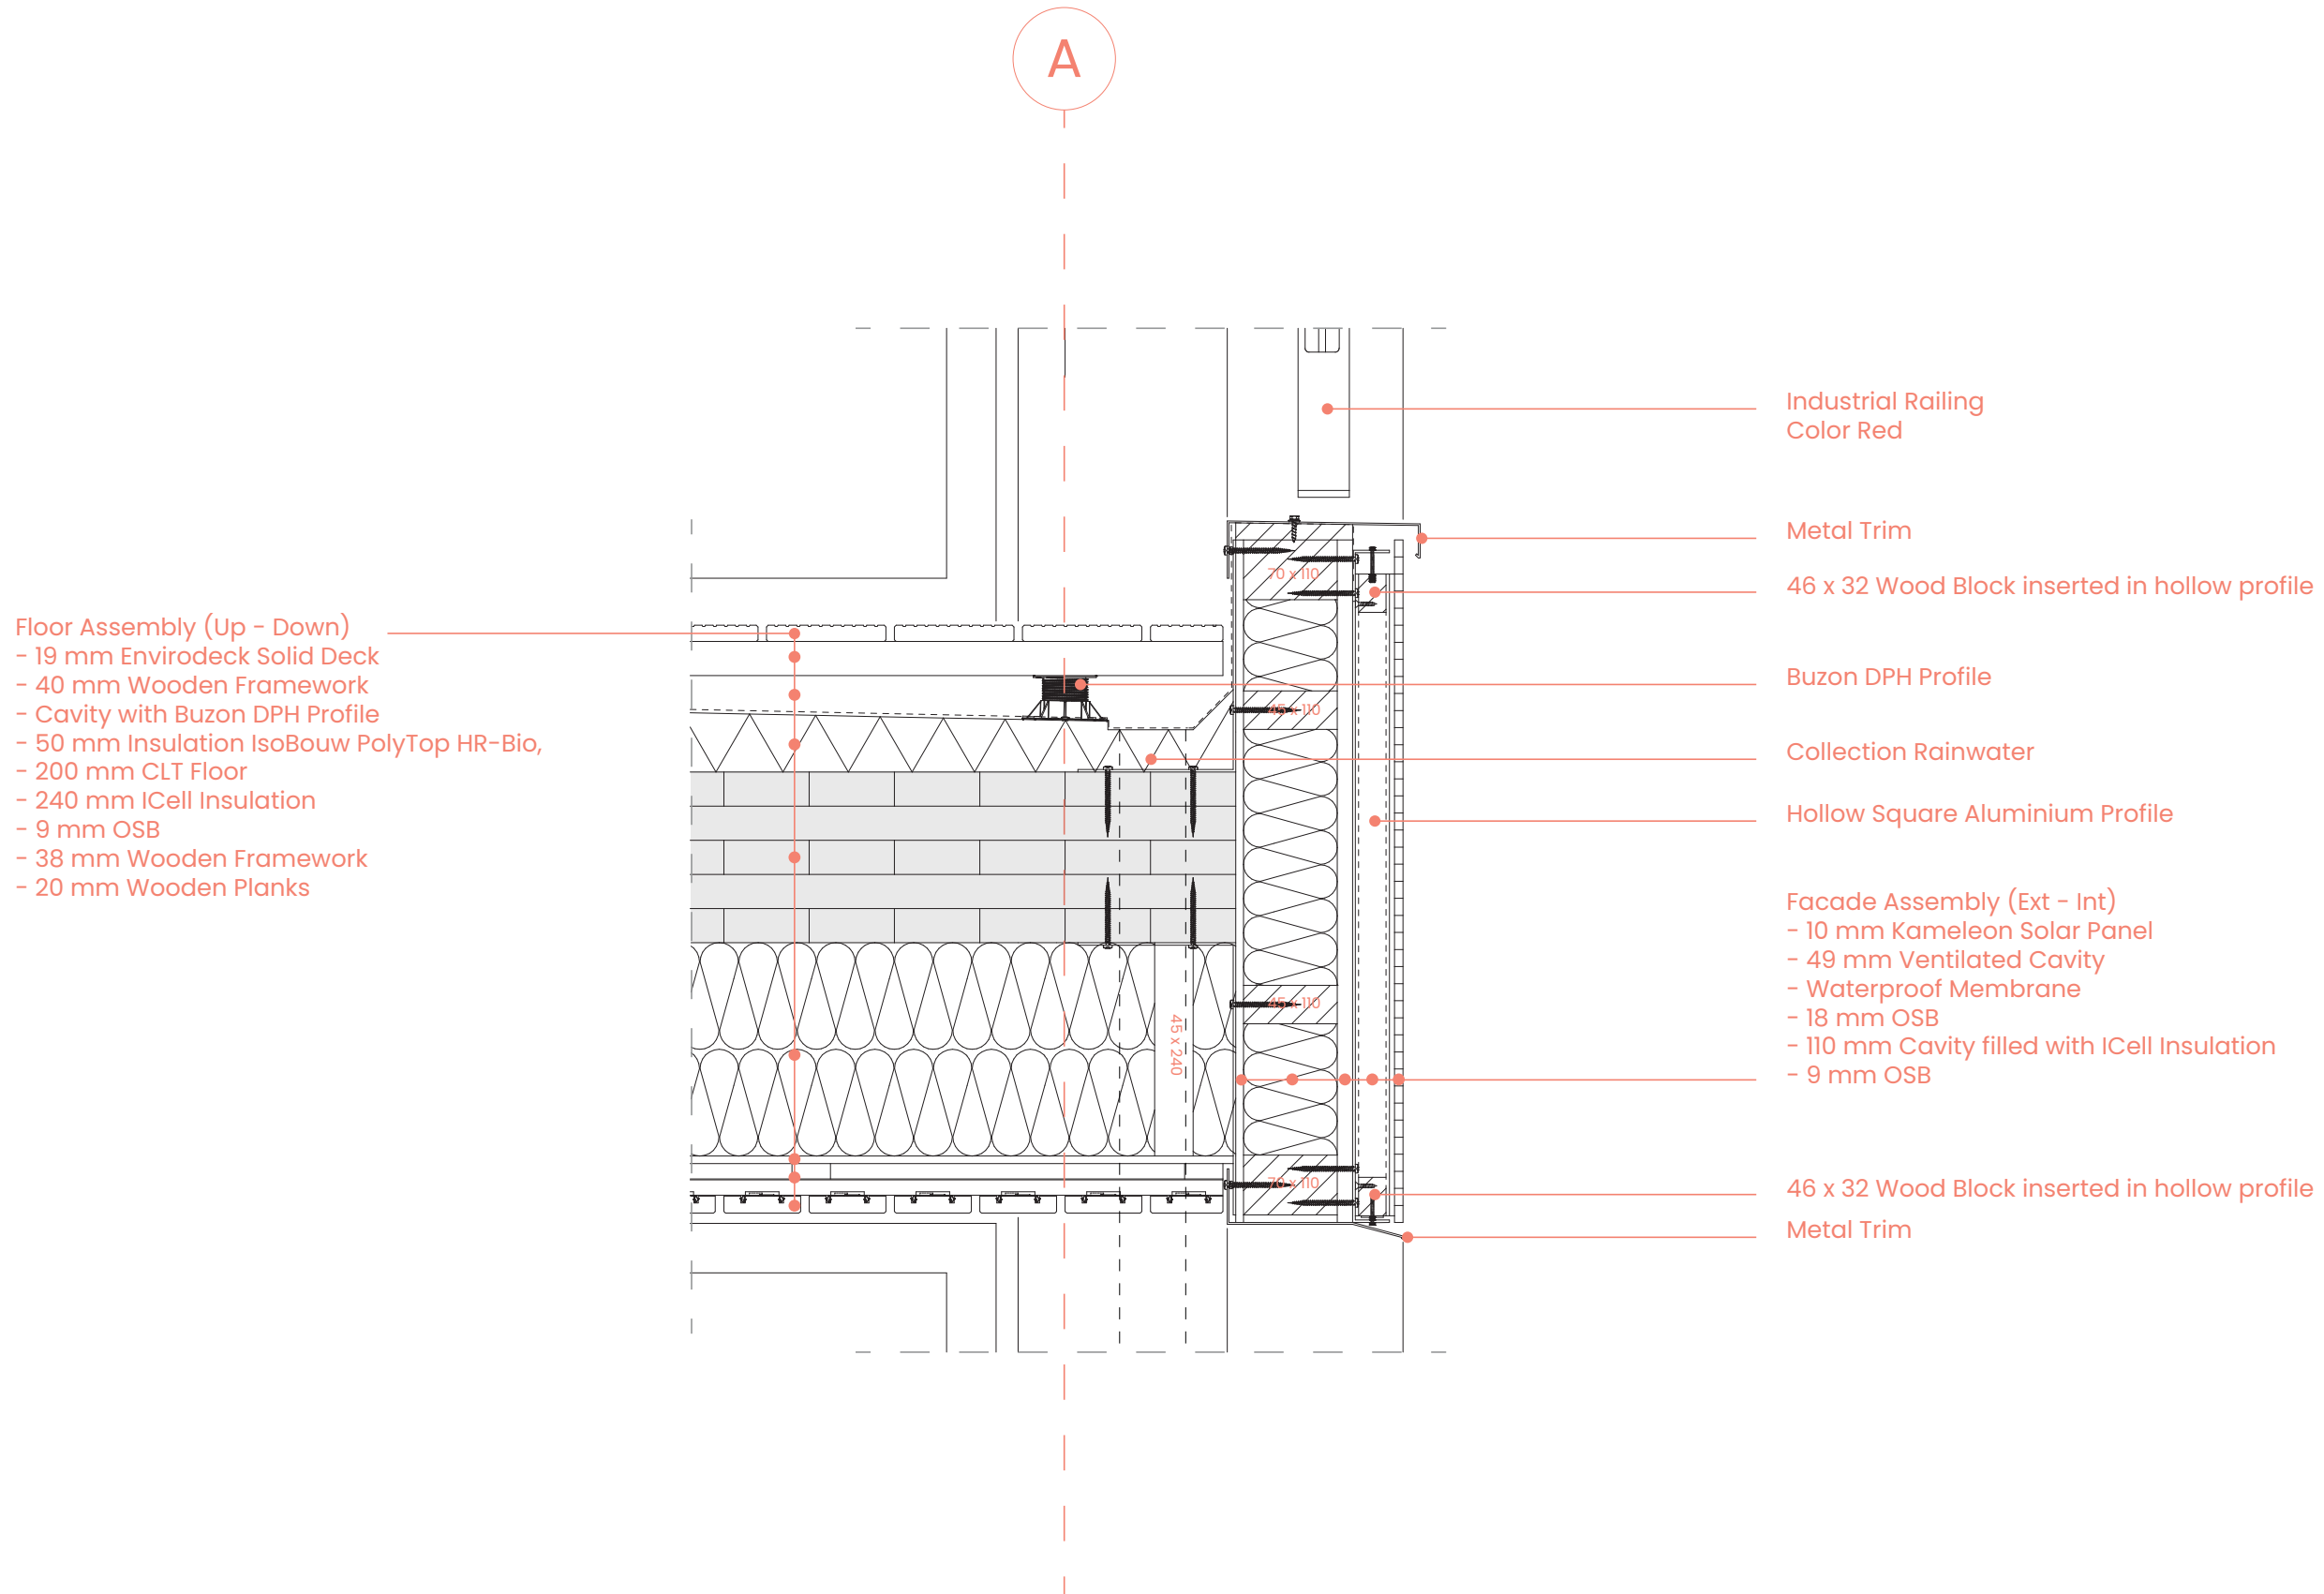 A
Industrial Railing
Color Red
Metal Trim
70 x 110
46 x 32 Wood Block inserted in hollow profile
Floor Assembly (Up - Down)
- 19 mm Envirodeck Solid Deck
- 40 mm Wooden Framework
- Cavity with Buzon DPH Profile
- 50 mm Insulation IsoBouw PolyTop HR-Bio,
- 200 mm CLT Floor
- 240 mm ICell Insulation
- 9 mm OSB
- 38 mm Wooden Framework
- 20 mm Wooden Planks
Buzon DPH Profile
45 x 110
Collection Rainwater
Hollow Square Aluminium Profile
Facade Assembly (Ext - Int)
- 10 mm Kameleon Solar Panel
- 49 mm Ventilated Cavity
- Waterproof Membrane
- 18 mm OSB
- 110 mm Cavity filled with ICell Insulation
- 9 mm OSB
45 x 110
45 x 240
70 x 110
46 x 32 Wood Block inserted in hollow profile
Metal Trim